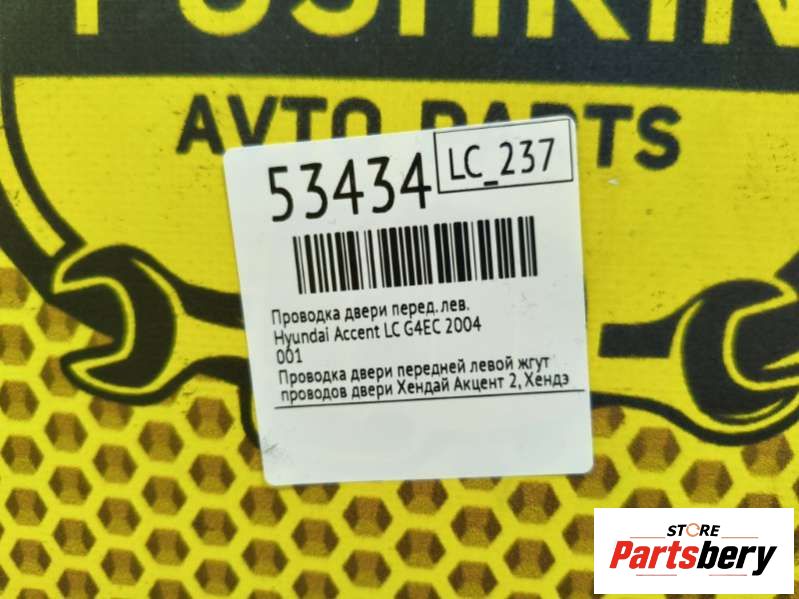 PUSHKIN
AVTO PARTS
53434
LC_237
Проводка двери перед. лев.
Hyundai Accent LC G4EC 2004
001
Проводка двери передней левой жгут
проводов двери Хендай Акцент 2, Хендэ
STORE
Partsbery